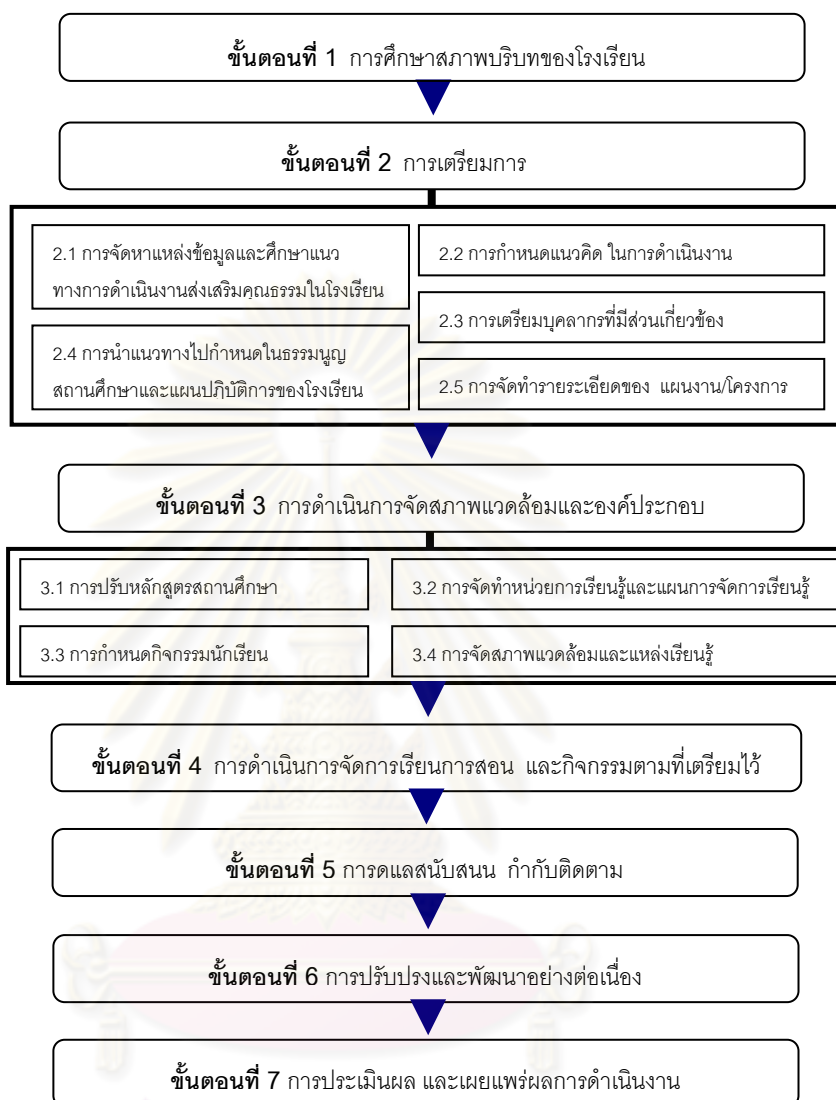 ขั้นตอนที่ 1 การศึกษาสภาพบริบทของโรงเรียน
ขั้นตอนที่ 2 การเตรียมการ
2.1 การจัดหาแหล่งข้อมูลและศึกษาแนว
ทางการดำเนินงานส่งเสริมคุณธรรมในโรงเรียน
2.2 การกำหนดแนวคิด ในการดำเนินงาน
2.3 การเตรียมบุคลากรที่มีส่วนเกี่ยวข้อง
2.4 การนำแนวทางไปกำหนดในธรรมนูญ
สถานศึกษาและแผนปฏิบัติการของโรงเรียน
2.5 การจัดทำรายระเอียดของ แผนงาน/โครงการ
ขั้นตอนที่ 3 การดำเนินการจัดสภาพแวดล้อมและองค์ประกอบ
3.1 การปรับหลักสูตรสถานศึกษา
3.2 การจัดทำหน่วยการเรียนรู้และแผนการจัดการเรียนรู้
3.3 การกำหนดกิจกรรมนักเรียน
3.4 การจัดสภาพแวดล้อมและแหล่งเรียนรู้
ขั้นตอนที่ 4 การดำเนินการจัดการเรียนการสอน และกิจกรรมตามที่เตรียมไว้
ขั้นตอนที่ 5 การดแลสนับสนน กำกับติดตาม
ขั้นตอนที่ 6 การปรับปรงและพัฒนาอย่างต่อเนื่อง
ขั้นตอนที่ 7 การประเมินผล และเผยแพร่ผลการดำเนินงาน